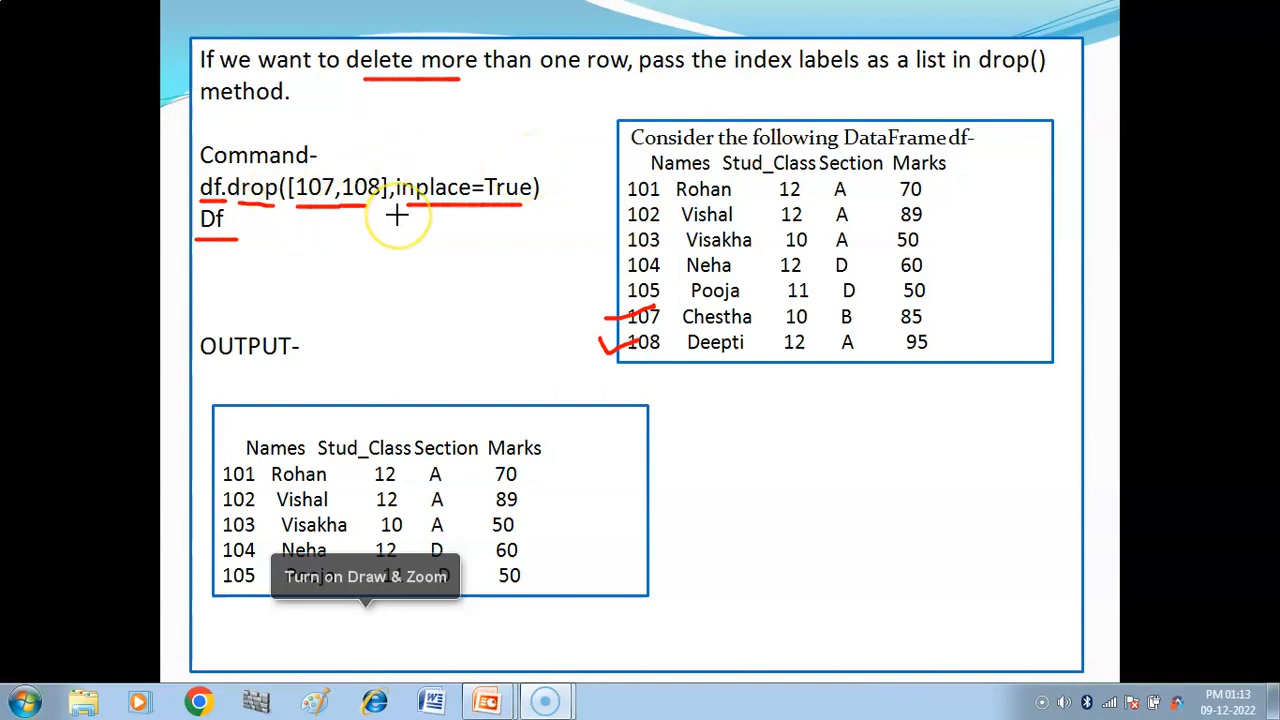 If we want to delete more than one row, pass the index labels as a list in drop()
method.
Command-
df.drop([107,108],inplace=True)
Df
Consider the following DataFrame df-
Names Stud_Class Section Marks
101 Rohan 12 A 70
102 Vishal 12 A 89
103 Visakha 10 A 50
104 Neha 12 D 60
105 Pooja 11 D 50
107 Chestha 10 B 85
108 Deepti 12 A 95
OUTPUT-
Names Stud_Class Section Marks
101 Rohan 12 A 70
102 Vishal 12 A 89
103 Visakha 10 A 50
104 Neha 12 D 60
105 Pooja 11 D 50
Turn on Draw & Zoom
PM 01:13
09-12-2022